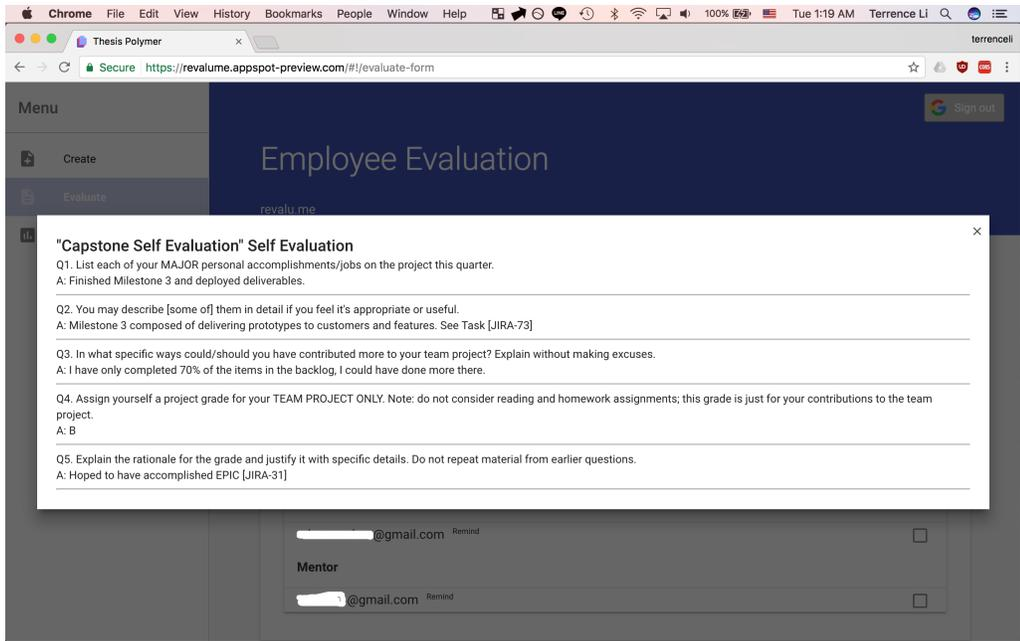 Chrome File Edit View History Bookmarks People Window Help 100% Tue 1:19 AM Terrence Li
Thesis Polymer
terrenceli
Secure https://revalume.appspot-preview.com/#!/evaluate-form
Menu
Sign out
Create
Employee Evaluation
Evaluate
revalu.me
"Capstone Self Evaluation" Self Evaluation
Q1. List each of your MAJOR personal accomplishments/jobs on the project this quarter.
A: Finished Milestone 3 and deployed deliverables.
Q2. You may describe [some of] them in detail if you feel it's appropriate or useful.
A: Milestone 3 composed of delivering prototypes to customers and features. See Task [JIRA-73]
Q3. In what specific ways could/should you have contributed more to your team project? Explain without making excuses.
A: I have only completed 70% of the items in the backlog, I could have done more there.
Q4. Assign yourself a project grade for your TEAM PROJECT ONLY. Note: do not consider reading and homework assignments; this grade is just for your contributions to the team
project.
A: B
Q5. Explain the rationale for the grade and justify it with specific details. Do not repeat material from earlier questions.
A: Hoped to have accomplished EPIC [JIRA-31]
@gmail.com Remind
Mentor
@gmail.com Remind